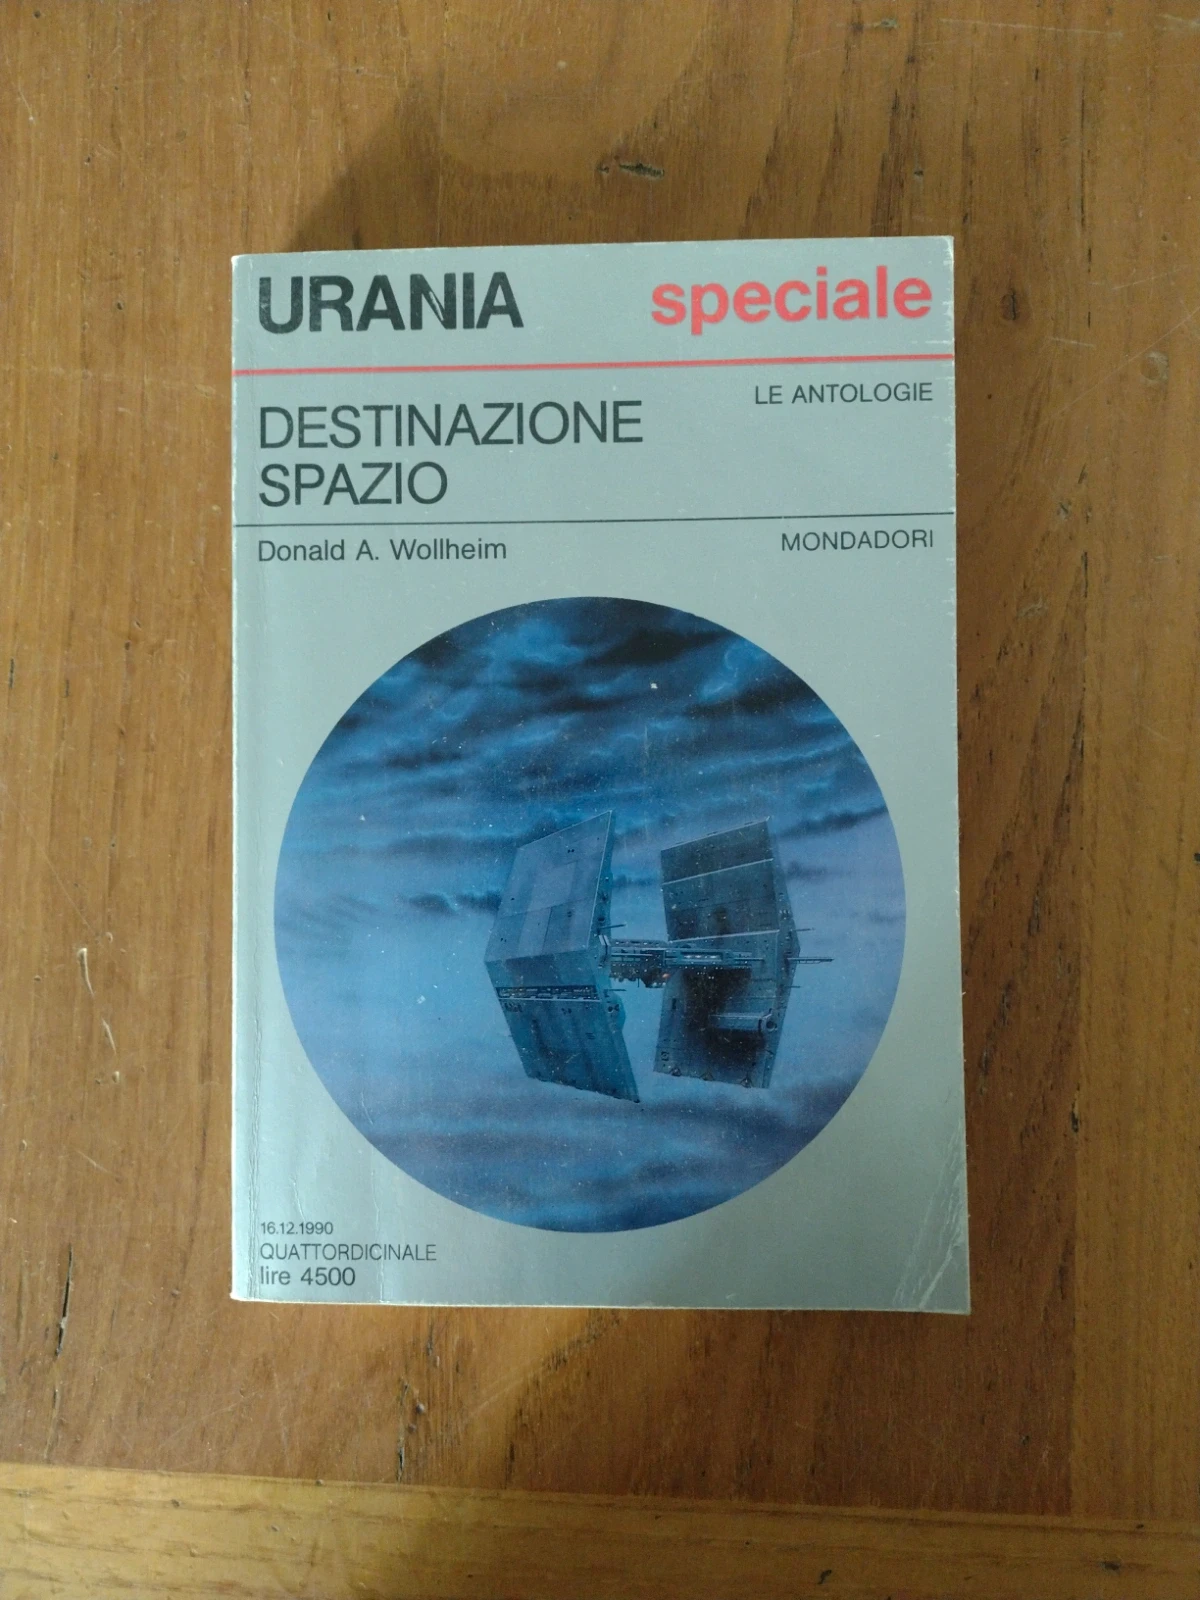 URANIA speciale
LE ANTOLOGIE
DESTINAZIONE
SPAZIO
Donald A. Wollheim MONDADORI
16.12.1990
QUATTORDICINALE
lire 4500